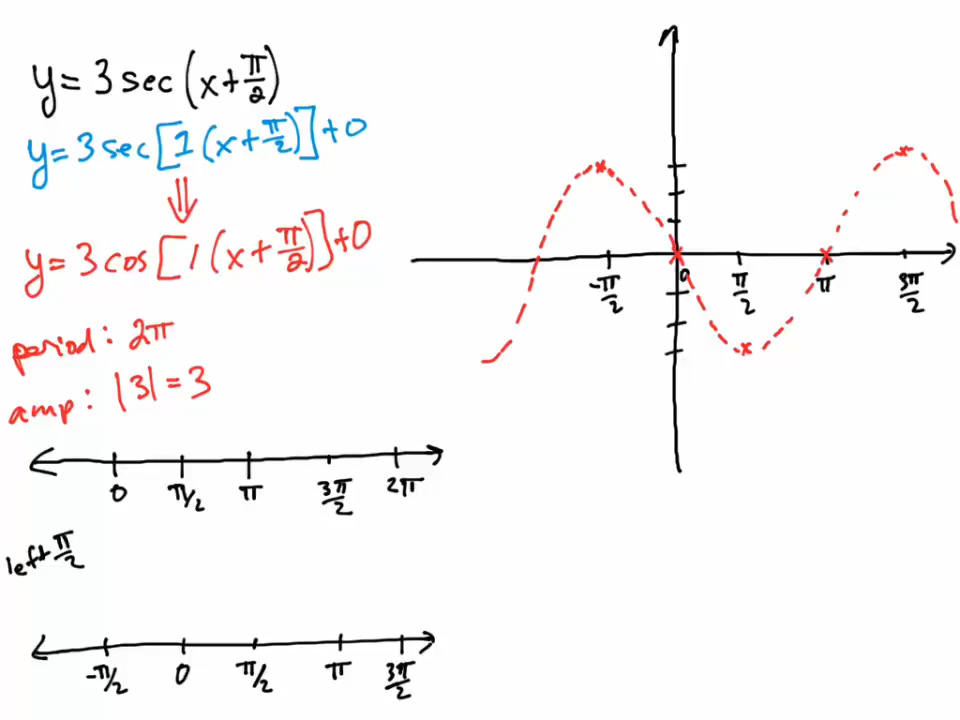 y = 3 sec (x + π/2)
y = 3 sec [1 (x + π/2)] + 0
⇓
y = 3 cos [1 (x + π/2)] + 0
period: 2π
amp: |3| = 3
0 π/2 π 3π/2 2π
left π/2
-π/2 0 π/2 π 3π/2
-π/2 0 π/2 π 3π/2